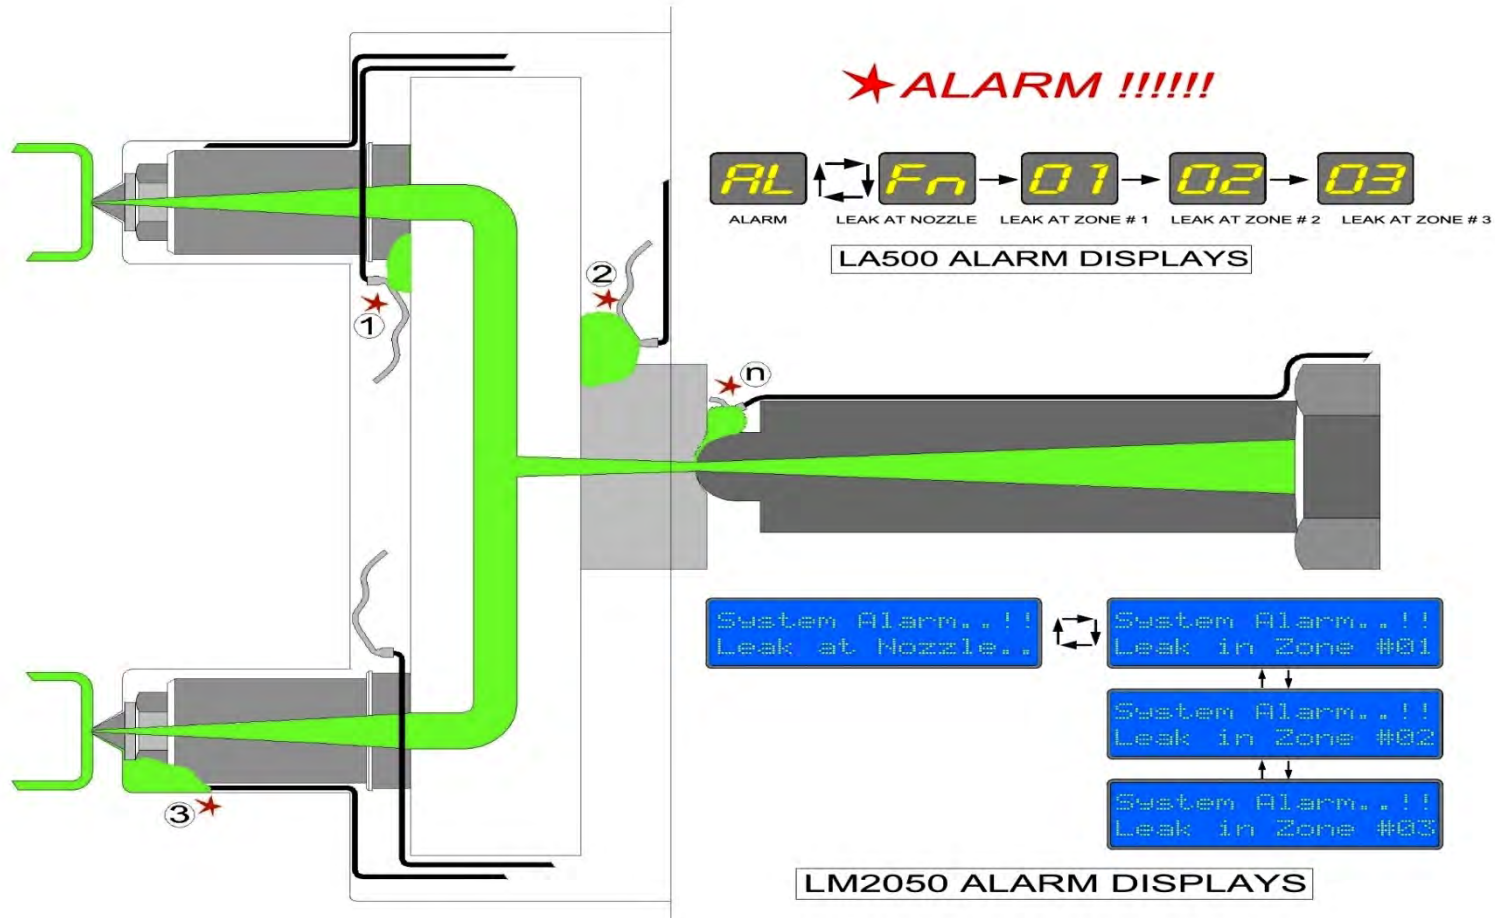 ALARM !!!!!!
AL Fn 01 02 03
ALARM LEAK AT NOZZLE LEAK AT ZONE # 1 LEAK AT ZONE # 2 LEAK AT ZONE # 3
LA500 ALARM DISPLAYS
2
1
n
3
System Alarm..!!
Leak at Nozzle..
System Alarm..!!
Leak in Zone #01
System Alarm..!!
Leak in Zone #02
System Alarm..!!
Leak in Zone #03
LM2050 ALARM DISPLAYS